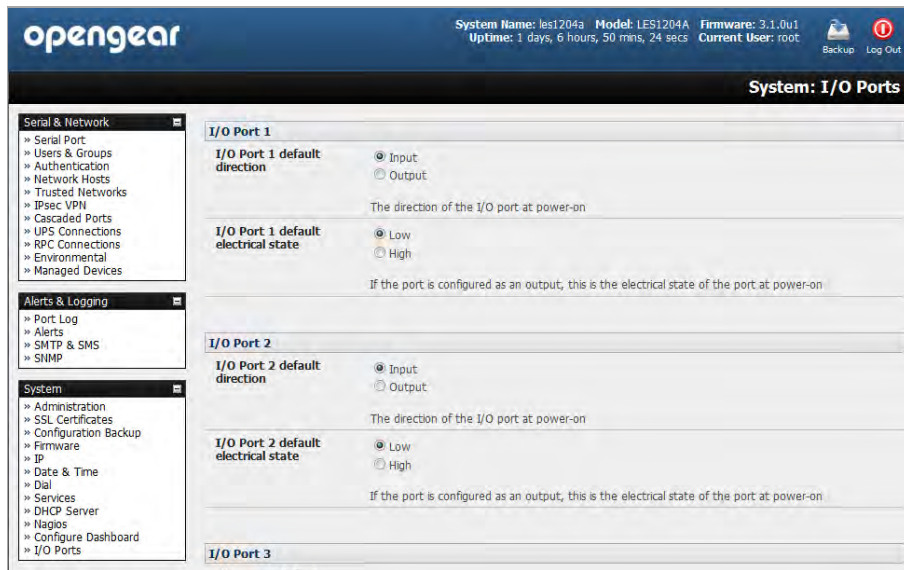 opengear
System Name: les1204a Model: LES1204A Firmware: 3.1.0u1
Uptime: 1 days, 6 hours, 50 mins, 24 secs Current User: root
Backup Log Out
System: I/O Ports
Serial & Network
» Serial Port
» Users & Groups
» Authentication
» Network Hosts
» Trusted Networks
» IPsec VPN
» Cascaded Ports
» UPS Connections
» RPC Connections
» Environmental
» Managed Devices
Alerts & Logging
» Port Log
» Alerts
» SMTP & SMS
» SNMP
System
» Administration
» SSL Certificates
» Configuration Backup
» Firmware
» IP
» Date & Time
» Dial
» Services
» DHCP Server
» Nagios
» Configure Dashboard
» I/O Ports
I/O Port 1
I/O Port 1 default
direction
Input
Output
The direction of the I/O port at power-on
I/O Port 1 default
electrical state
Low
High
If the port is configured as an output, this is the electrical state of the port at power-on
I/O Port 2
I/O Port 2 default
direction
Input
Output
The direction of the I/O port at power-on
I/O Port 2 default
electrical state
Low
High
If the port is configured as an output, this is the electrical state of the port at power-on
I/O Port 3